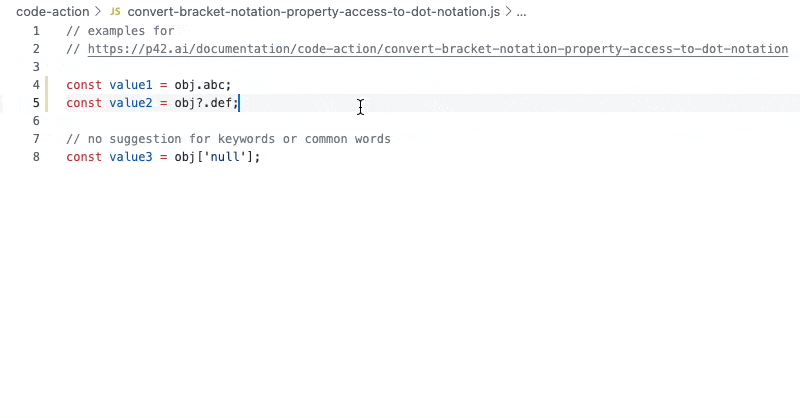 code-action > JS convert-bracket-notation-property-access-to-dot-notation.js > ...
1 // examples for
2 // https://p42.ai/documentation/code-action/convert-bracket-notation-property-access-to-dot-notation
3
4 const value1 = obj.abc;
5 const value2 = obj?.def;
6
7 // no suggestion for keywords or common words
8 const value3 = obj['null'];